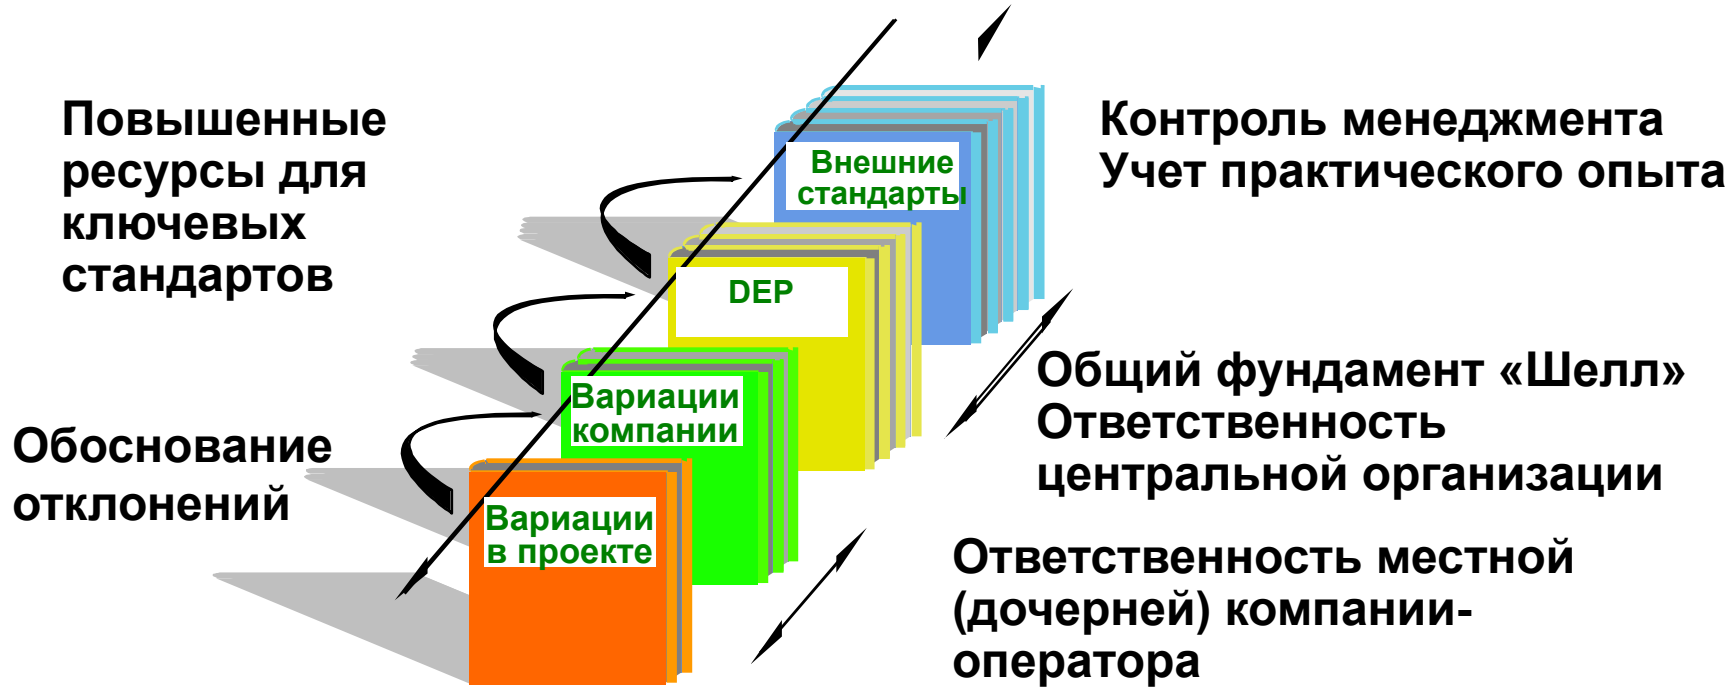 Повышенные
ресурсы для
ключевых
стандартов
Контроль менеджмента
Учет практического опыта
Внешние
стандарты
DEP
Общий фундамент «Шелл»
Ответственность
центральной организации
Вариации
компании
Обоснование
отклонений
Вариации
в проекте
Ответственность местной
(дочерней) компании-
оператора